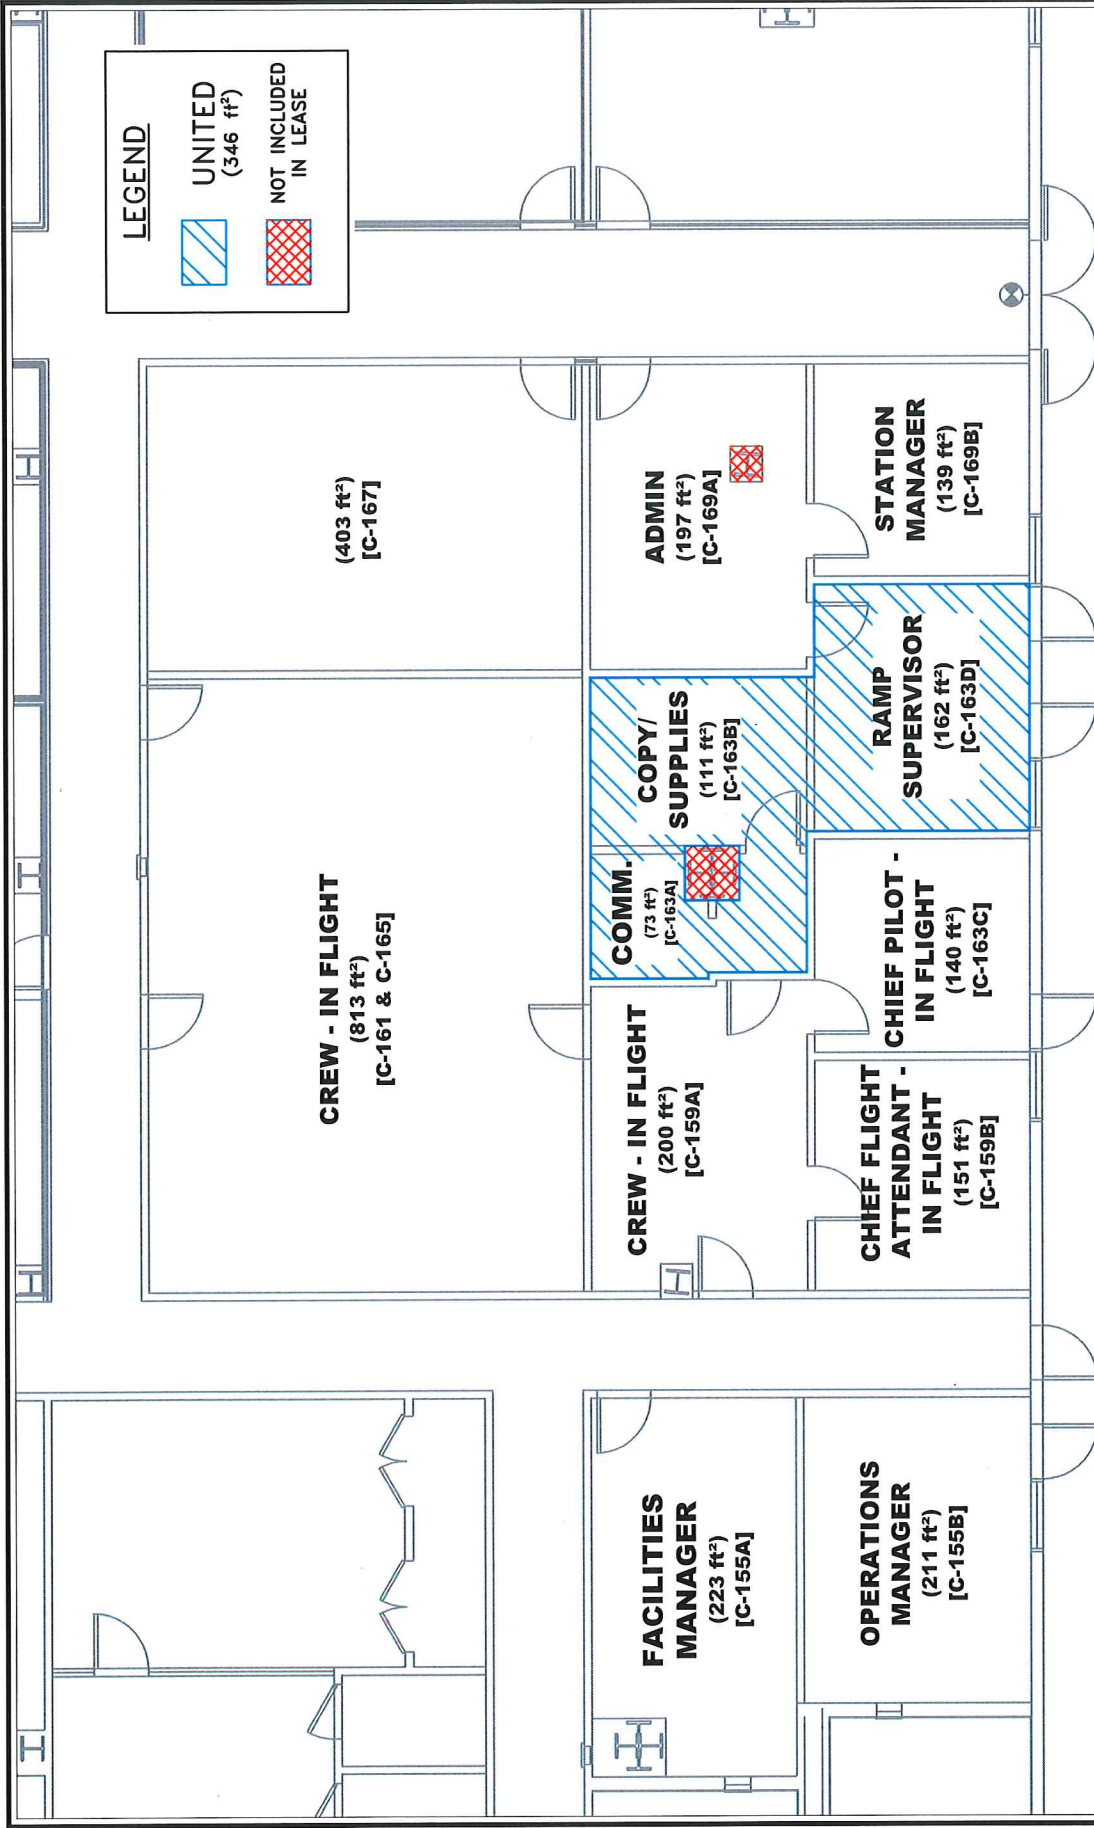 LEGEND
UNITED
(346 ft²)
NOT INCLUDED
IN LEASE
CREW - IN FLIGHT
(813 ft²)
[C-161 & C-165]
(403 ft²)
[C-167]
FACILITIES
MANAGER
(223 ft²)
[C-155A]
CREW - IN FLIGHT
(200 ft²)
[C-159A]
COMM.
(73 ft²)
[C-163A]
COPY/
SUPPLIES
(111 ft²)
[C-163B]
ADMIN
(197 ft²)
[C-169A]
OPERATIONS
MANAGER
(211 ft²)
[C-155B]
CHIEF FLIGHT
ATTENDANT -
IN FLIGHT
(151 ft²)
[C-159B]
CHIEF PILOT -
IN FLIGHT
(140 ft²)
[C-163C]
RAMP
SUPERVISOR
(162 ft²)
[C-163D]
STATION
MANAGER
(139 ft²)
[C-169B]